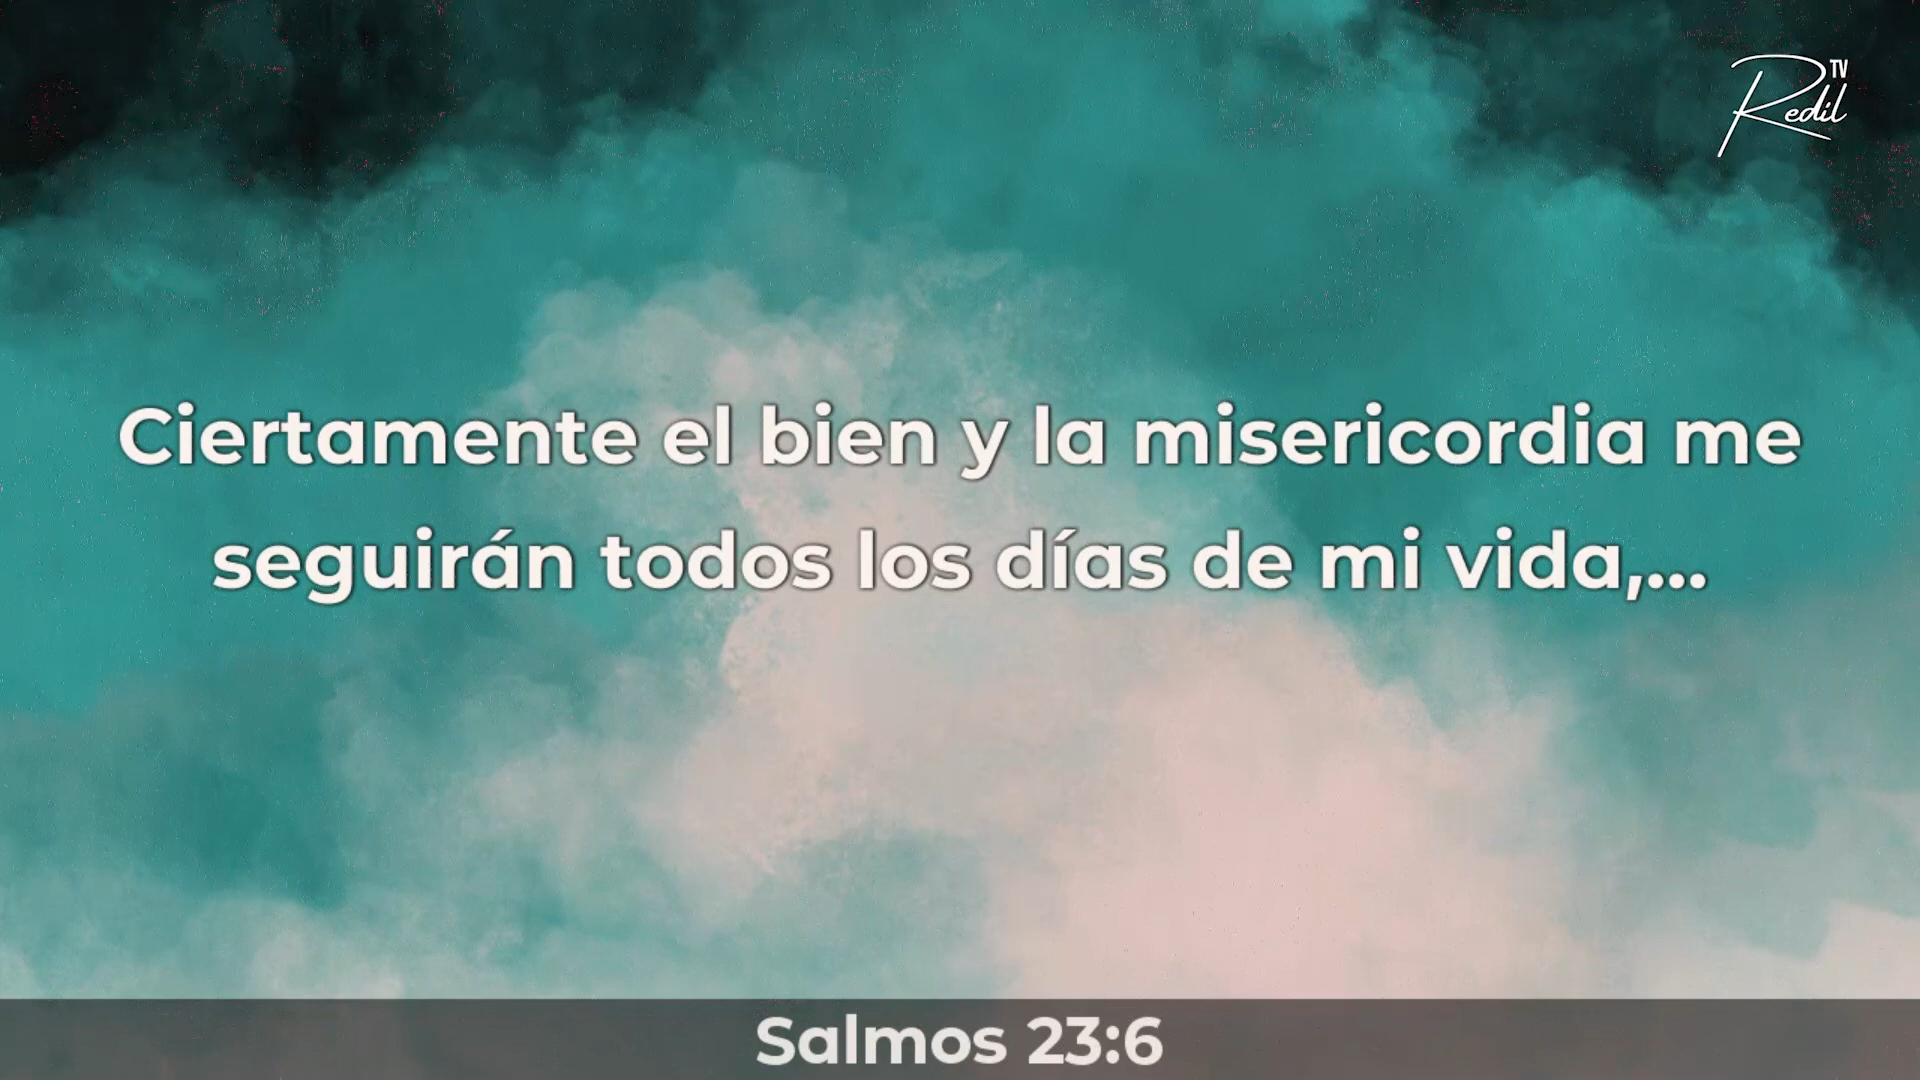 TV
Redil
Ciertamente el bien y la misericordia me
seguirán todos los días de mi vida,...
Salmos 23:6